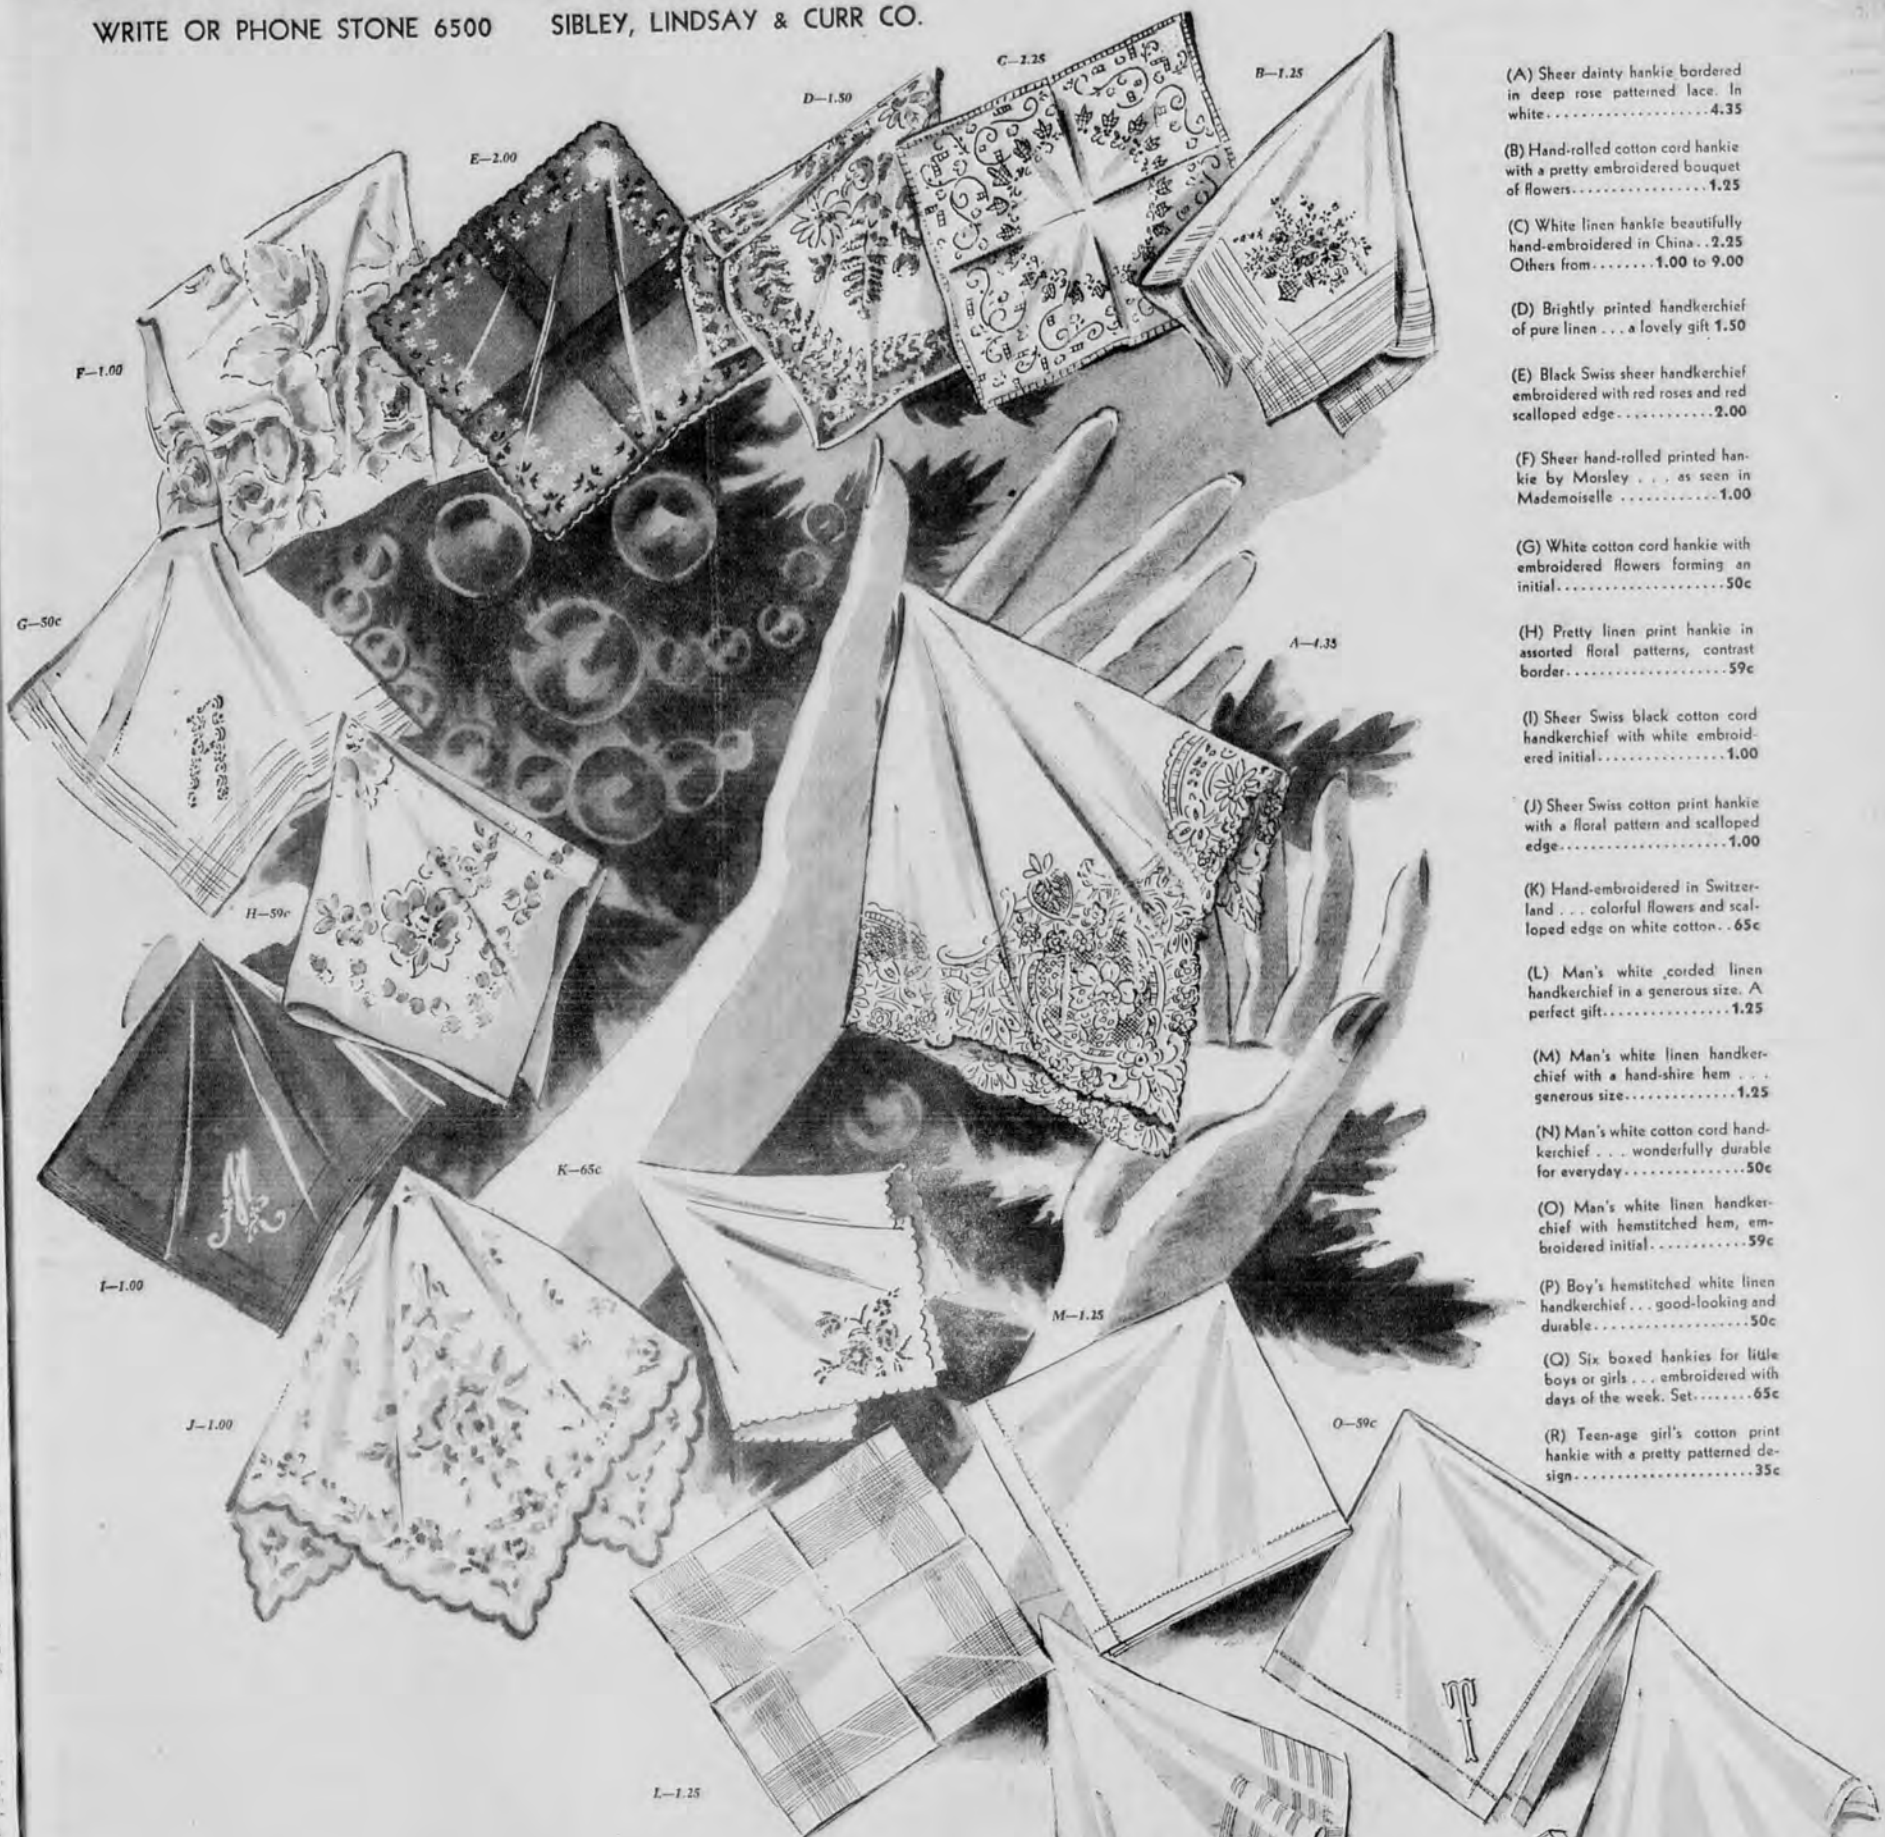 WRITE OR PHONE STONE 6500 SIBLEY, LINDSAY & CURR CO.
C—2.25
B—1.25
D—1.50
E—2.00
F—1.00
G—50c
A—4.35
H—59c
K—65c
I—1.00
M—1.25
J—1.00
O—59c
L—1.25
M
T
(A) Sheer dainty hankie bordered
in deep rose patterned lace. In
white...................4.35
(B) Hand-rolled cotton cord hankie
with a pretty embroidered bouquet
of flowers................1.25
(C) White linen hankie beautifully
hand-embroidered in China..2.25
Others from........1.00 to 9.00
(D) Brightly printed handkerchief
of pure linen ... a lovely gift 1.50
(E) Black Swiss sheer handkerchief
embroidered with red roses and red
scalloped edge............2.00
(F) Sheer hand-rolled printed han-
kie by Morsley . . . as seen in
Mademoiselle ............1.00
(G) White cotton cord hankie with
embroidered flowers forming an
initial....................50c
(H) Pretty linen print hankie in
assorted floral patterns, contrast
border...................59c
(I) Sheer Swiss black cotton cord
handkerchief with white embroid-
ered initial...............1.00
(J) Sheer Swiss cotton print hankie
with a floral pattern and scalloped
edge....................1.00
(K) Hand-embroidered in Switzer-
land . . . colorful flowers and scal-
loped edge on white cotton..65c
(L) Man's white corded linen
handkerchief in a generous size. A
perfect gift...............1.25
(M) Man's white linen handker-
chief with a hand-shire hem . . .
generous size.............1.25
(N) Man's white cotton cord hand-
kerchief . . . wonderfully durable
for everyday..............50c
(O) Man's white linen handker-
chief with hemstitched hem, em-
broidered initial............59c
(P) Boy's hemstitched white linen
handkerchief ... good-looking and
durable..................50c
(Q) Six boxed hankies for little
boys or girls ... embroidered with
days of the week. Set........65c
(R) Teen-age girl's cotton print
hankie with a pretty patterned de-
sign.....................35c